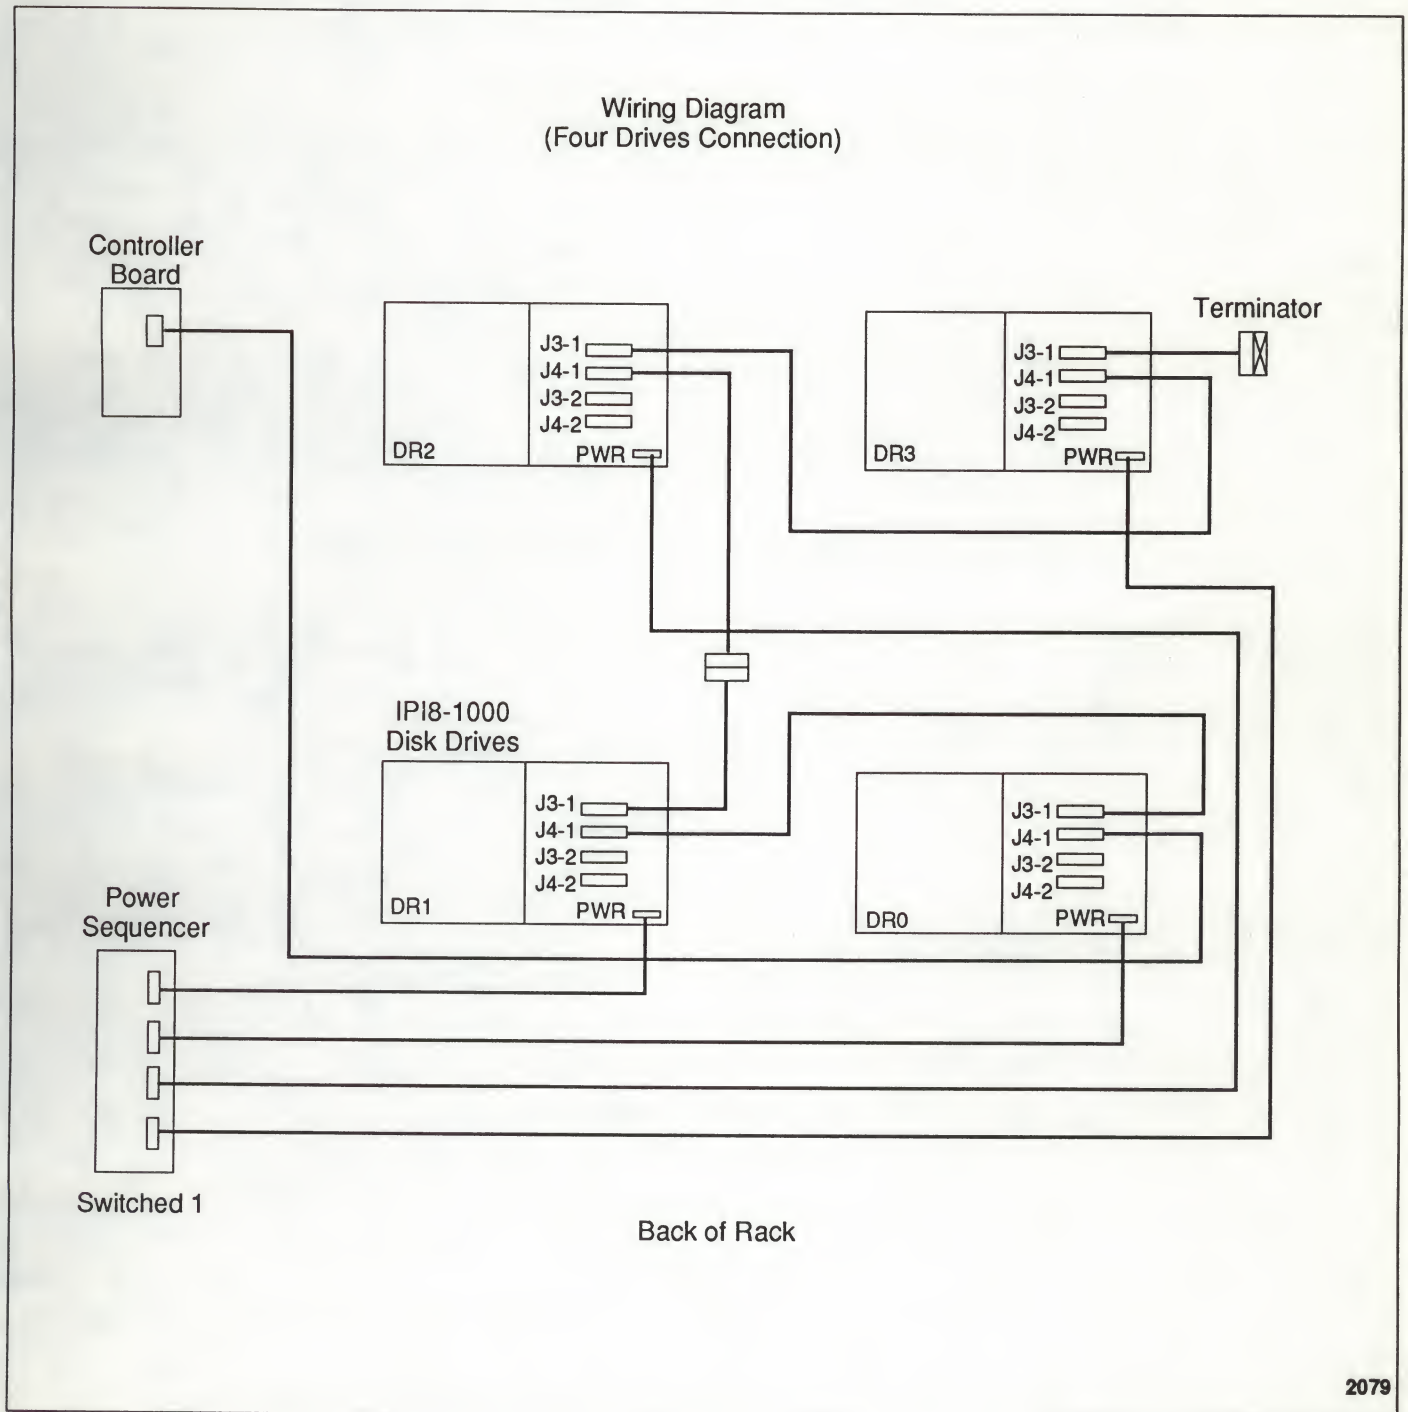 Wiring Diagram
(Four Drives Connection)
Controller
Board
Terminator
J3-1
J4-1
J3-2
J4-2
DR2
PWR
J3-1
J4-1
J3-2
J4-2
DR3
PWR
IPI8-1000
Disk Drives
J3-1
J4-1
J3-2
J4-2
DR1
PWR
J3-1
J4-1
J3-2
J4-2
DR0
PWR
Power
Sequencer
Switched 1
Back of Rack
2079